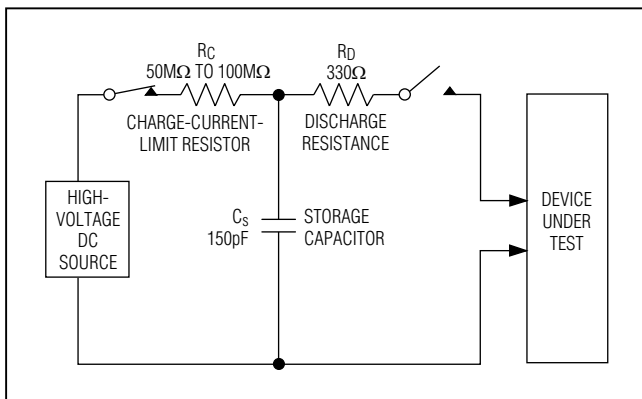 RC
50MΩ TO 100MΩ
CHARGE-CURRENT-
LIMIT RESISTOR
RD
330Ω
DISCHARGE
RESISTANCE
HIGH-
VOLTAGE
DC
SOURCE
Cs
150pF
STORAGE
CAPACITOR
DEVICE
UNDER
TEST